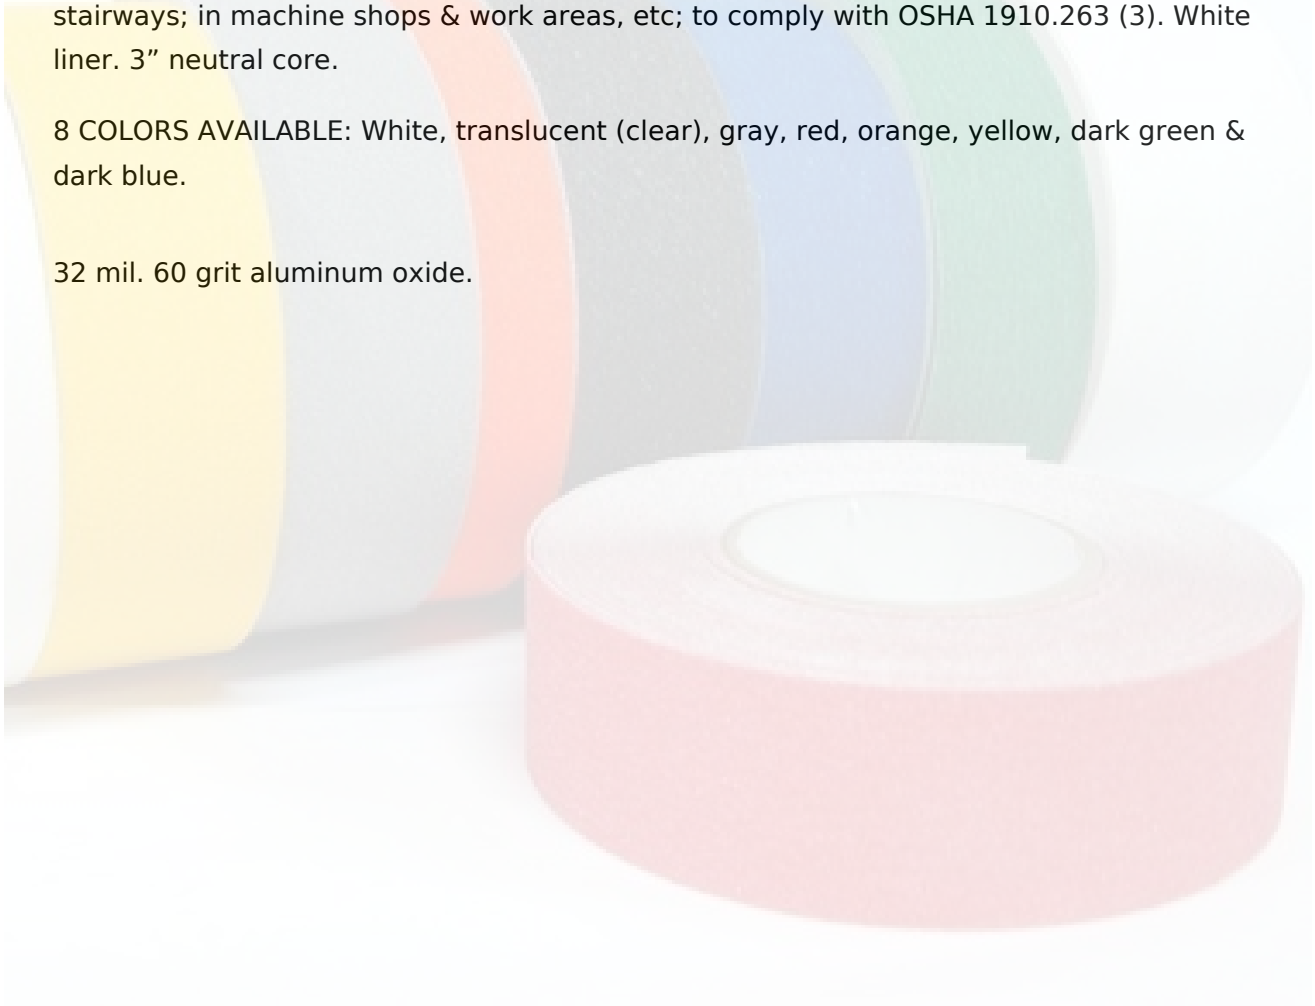 stairways; in machine shops & work areas, etc; to comply with OSHA 1910.263 (3). White
liner. 3” neutral core.
8 COLORS AVAILABLE: White, translucent (clear), gray, red, orange, yellow, dark green &
dark blue.
32 mil. 60 grit aluminum oxide.